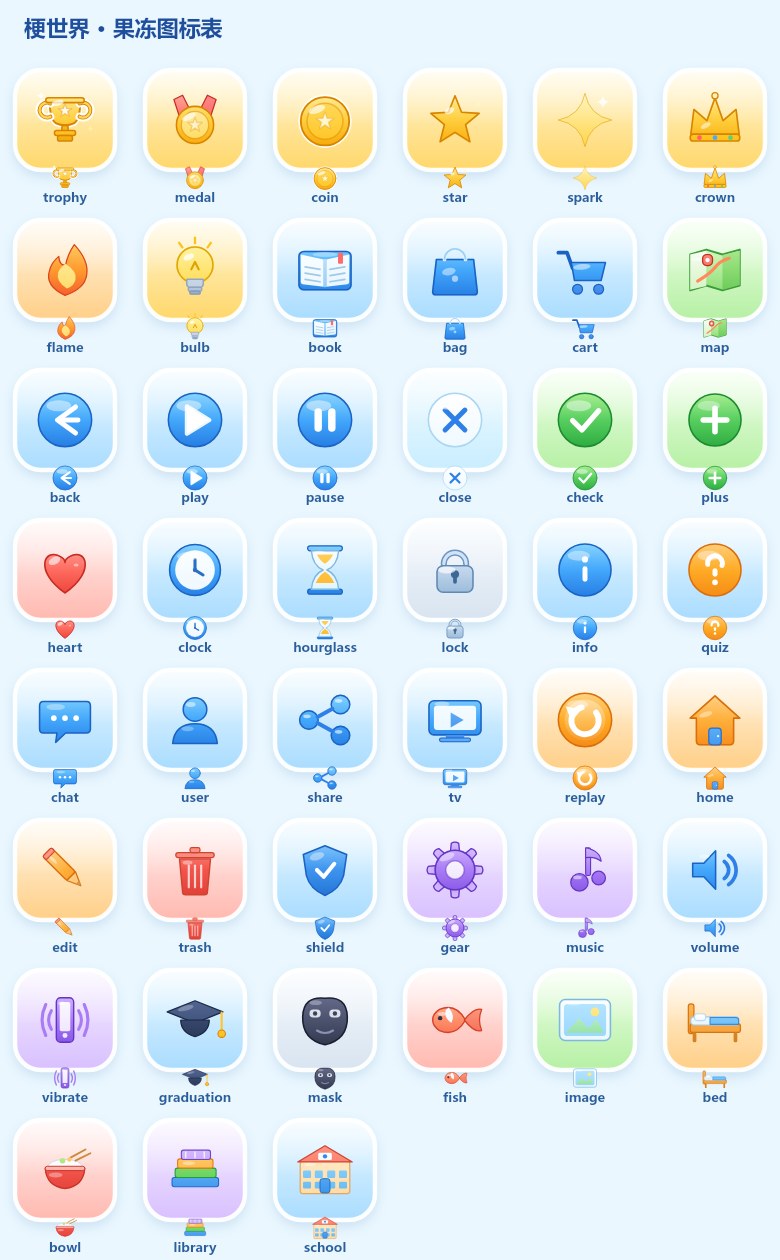 梗世界·果冻图标表
trophy medal coin star spark crown
flame bulb book bag cart map
back play pause close check plus
heart clock hourglass lock info quiz
chat user share tv replay home
edit trash shield gear music volume
vibrate graduation mask fish image bed
bowl library school